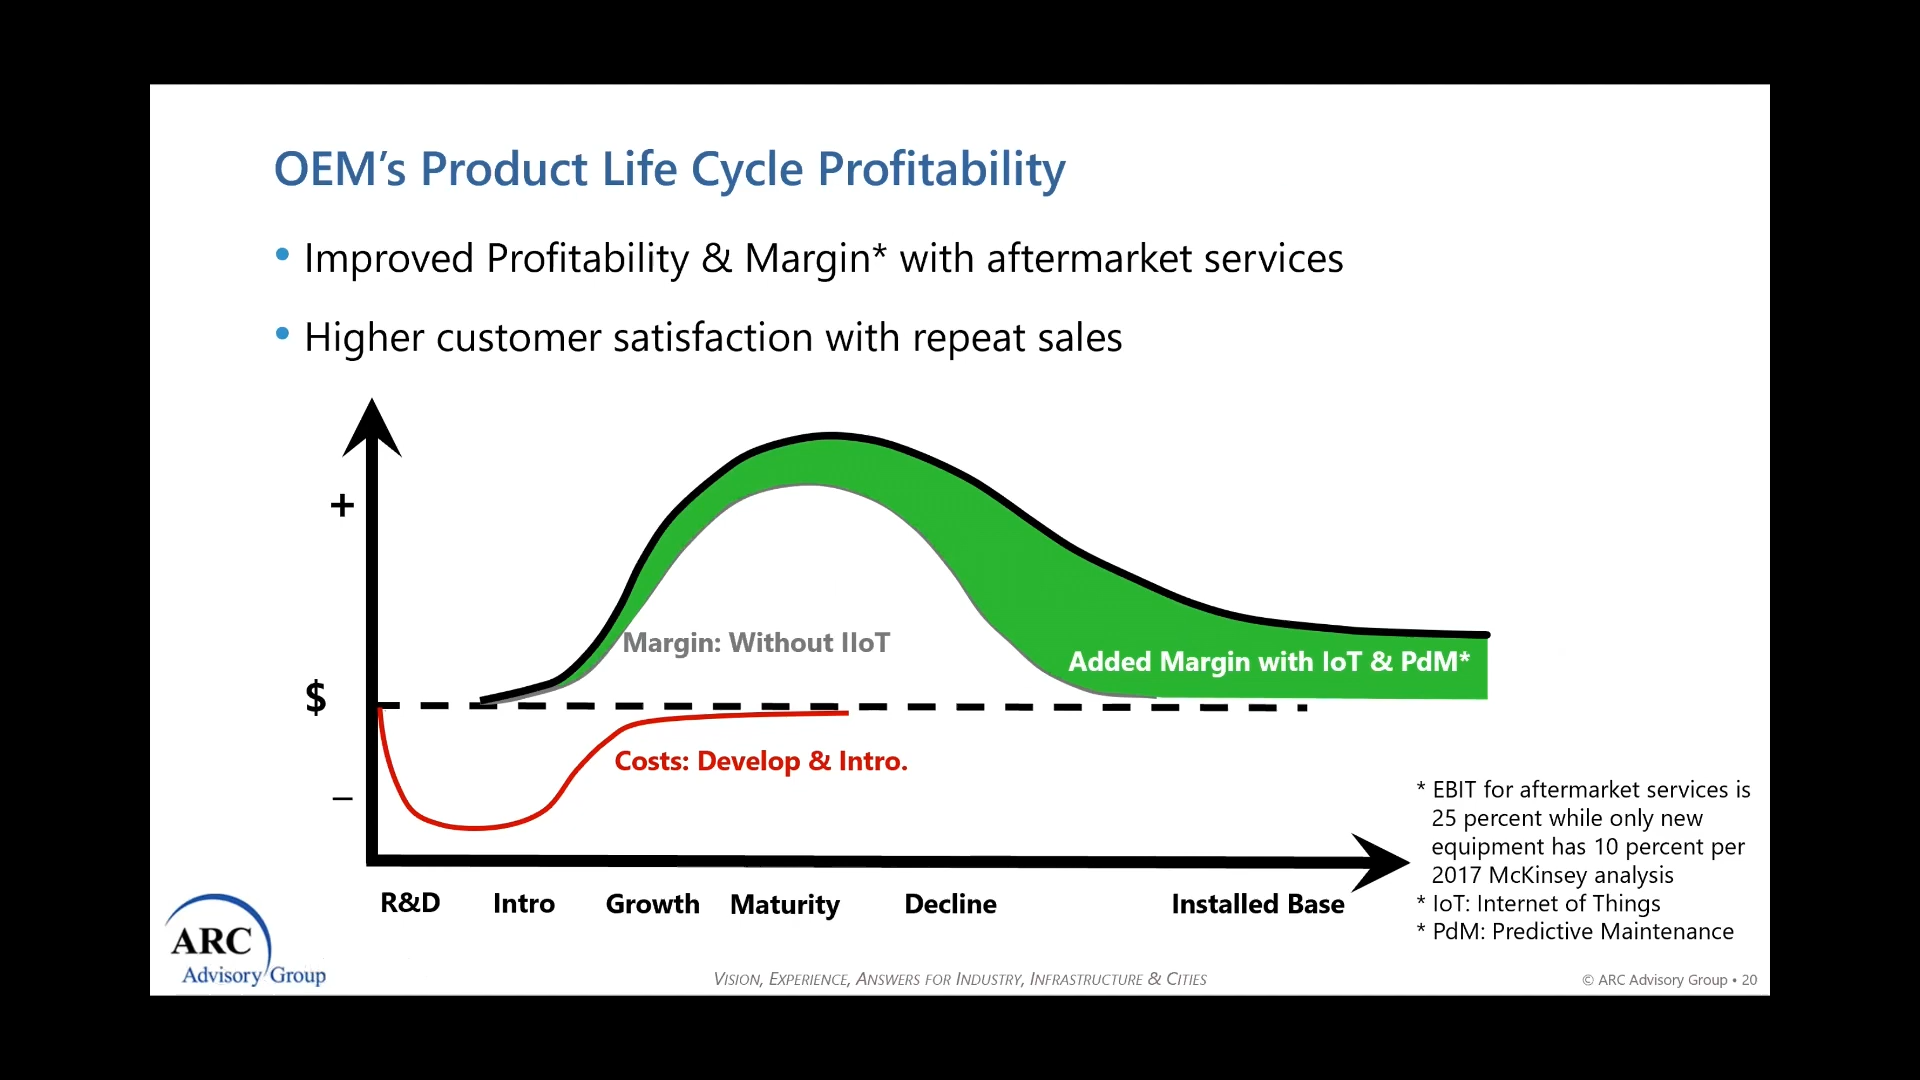 OEM’s Product Life Cycle Profitability
• Improved Profitability & Margin* with aftermarket services
• Higher customer satisfaction with repeat sales
+
Margin: Without IIoT
Added Margin with IoT & PdM*
$
Costs: Develop & Intro.
–
* EBIT for aftermarket services is
25 percent while only new
equipment has 10 percent per
2017 McKinsey analysis
* IoT: Internet of Things
* PdM: Predictive Maintenance
R&D Intro Growth Maturity Decline Installed Base
ARC
Advisory Group
VISION, EXPERIENCE, ANSWERS FOR INDUSTRY, INFRASTRUCTURE & CITIES
© ARC Advisory Group • 20